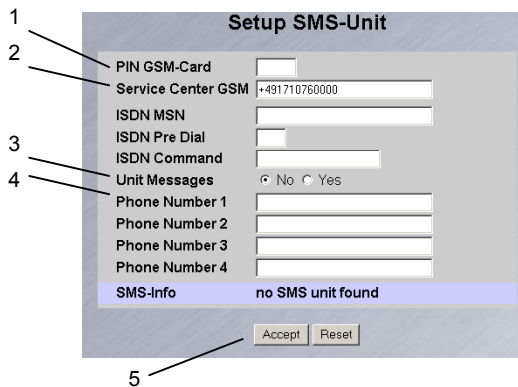 Setup SMS-Unit
1
PIN GSM-Card
2
Service Center GSM +491710760000
ISDN MSN
ISDN Pre Dial
ISDN Command
3
Unit Messages No Yes
4
Phone Number 1
Phone Number 2
Phone Number 3
Phone Number 4
SMS-Info no SMS unit found
Accept Reset
5